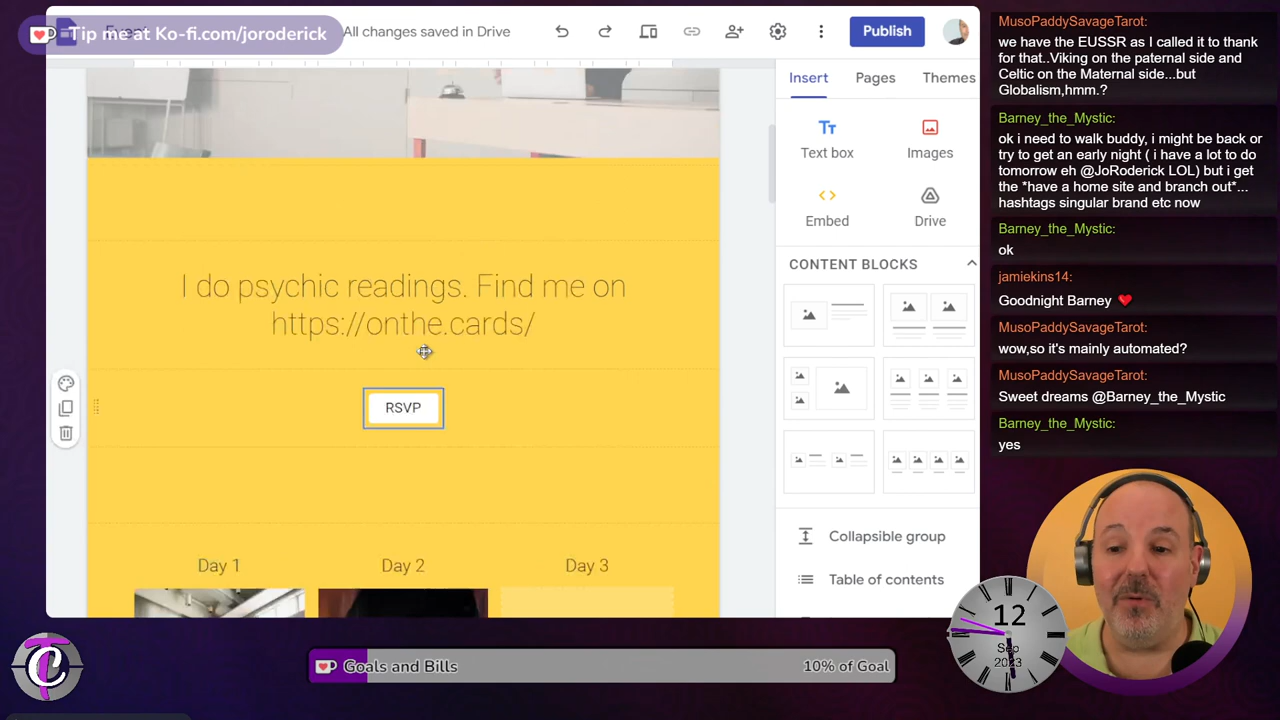 Tip me at Ko-fi.com/joroderick
All changes saved in Drive
Publish
Insert
Pages
Themes
Text box
Images
Embed
Drive
CONTENT BLOCKS
Collapsible group
Table of contents
I do psychic readings. Find me on
https://onthe.cards/
RSVP
Day 1
Day 2
Day 3
MusoPaddySavageTarot:
we have the EUSSR as I called it to thank
for that..Viking on the paternal side and
Celtic on the Maternal side...but
Globalism,hmm.?
Barney_the_Mystic:
ok i need to walk buddy, i might be back or
try to get an early night ( i have a lot to do
tomorrow eh @JoRoderick LOL) but i get
the *have a home site and branch out*...
hashtags singular brand etc now
Barney_the_Mystic:
ok
jamiekins14:
Goodnight Barney ❤️
MusoPaddySavageTarot:
wow,so it's mainly automated?
MusoPaddySavageTarot:
Sweet dreams @Barney_the_Mystic
Barney_the_Mystic:
yes
12
Sep
2023
Goals and Bills
10% of Goal